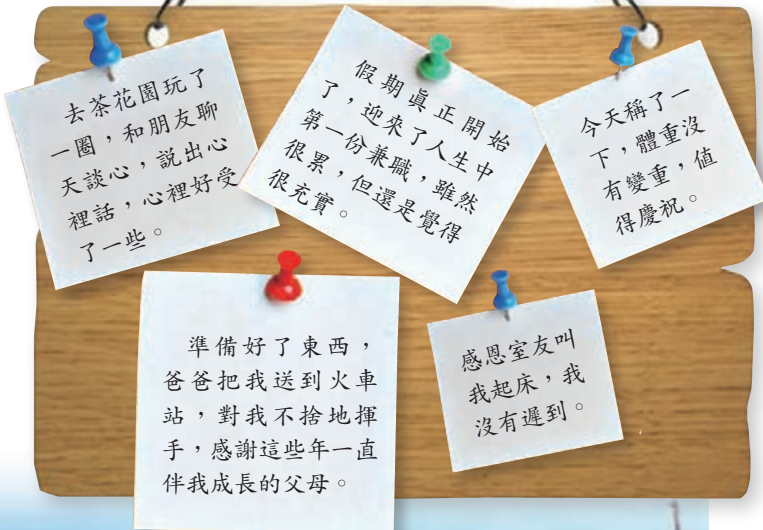 去茶花園玩了
一圈，和朋友聊
天談心，説出心
裡話，心裡好受
了一些。
假期真正開始
了，迎來了人生中
第一份兼職，雖然
很累，但還是覺得
很充實。
今天稱了一
下，體重沒
有變重，值
得慶祝。
準備好了東西，
爸爸把我送到火車
站，對我不捨地揮
手，感謝這些年一直
伴我成長的父母。
感恩室友叫
我起床，我
沒有遲到。